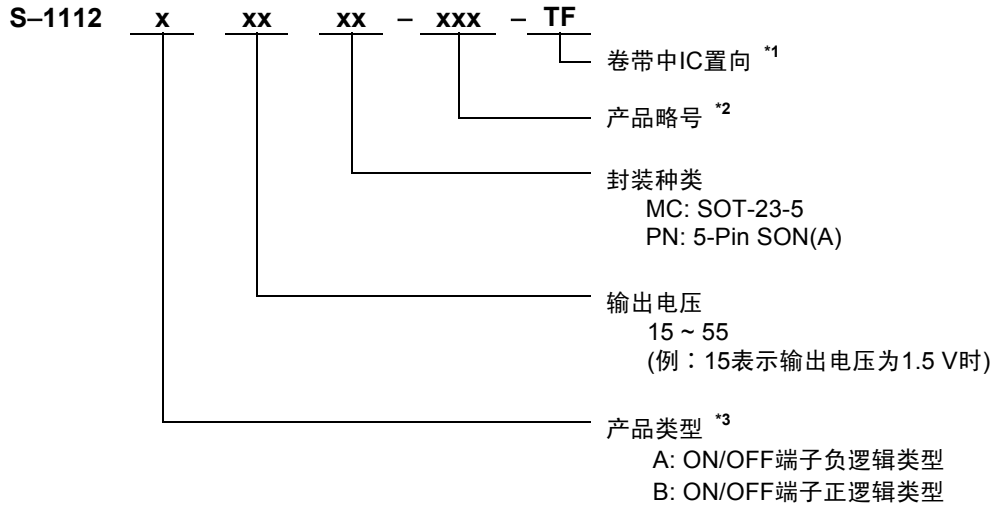 S–1112 x xx xx – xxx – TF
卷带中IC置向 *1
产品略号 *2
封装种类
MC: SOT-23-5
PN: 5-Pin SON(A)
输出电压
15 ~ 55
(例：15表示输出电压为1.5 V时)
产品类型 *3
A: ON/OFF端子负逻辑类型
B: ON/OFF端子正逻辑类型